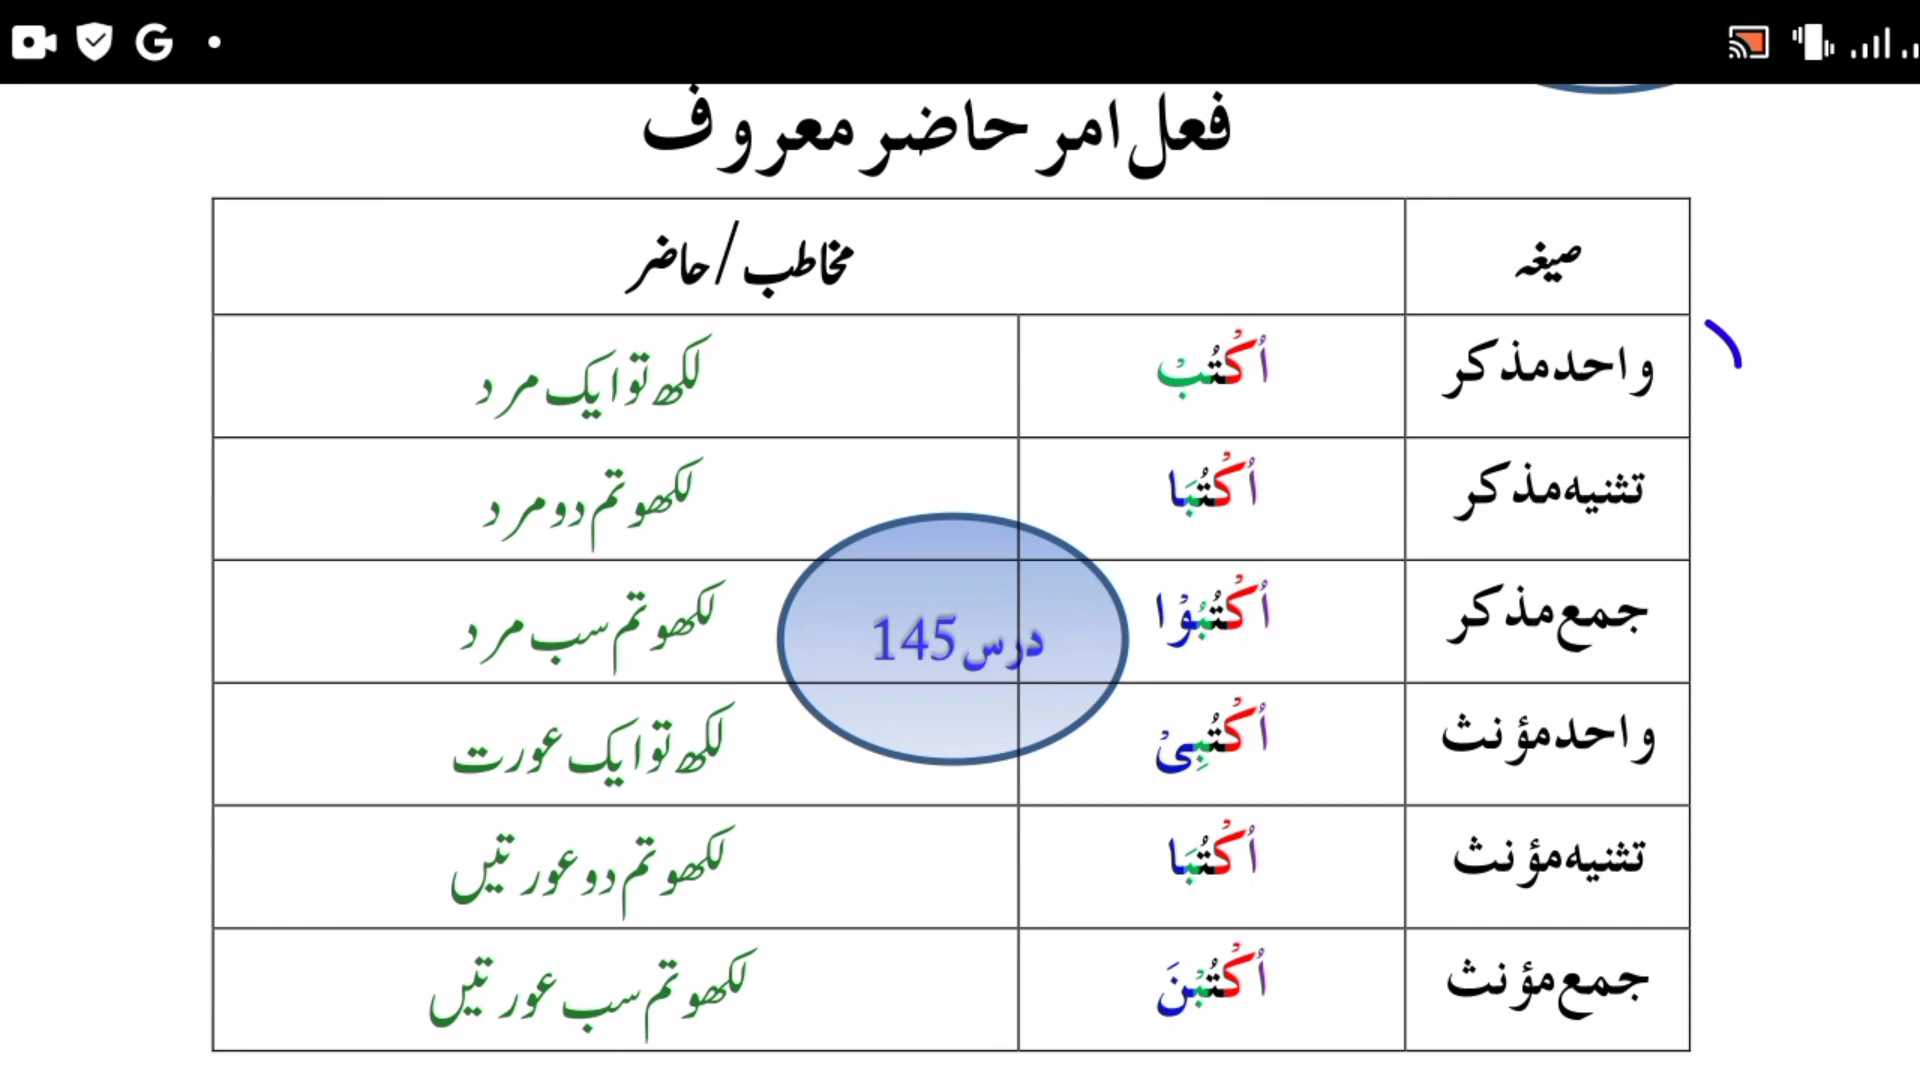 فعل امر حاضر معروف
صیغہ مخاطب/حاضر
واحد مذکر اُكْتُبْ لکھ تو ایک مرد
تثنیہ مذکر اُكْتُبَا لکھو تم دو مرد
جمع مذکر اُكْتُبُوْا لکھو تم سب مرد
درس 145
واحد مؤنث اُكْتُبِیْ لکھ تو ایک عورت
تثنیہ مؤنث اُكْتُبَا لکھو تم دو عورتیں
جمع مؤنث اُكْتُبْنَ لکھو تم سب عورتیں